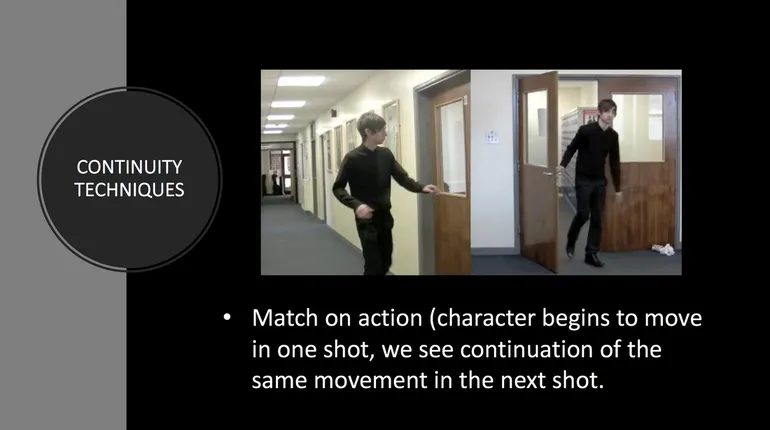 CONTINUITY
TECHNIQUES
• Match on action (character begins to move
in one shot, we see continuation of the
same movement in the next shot.